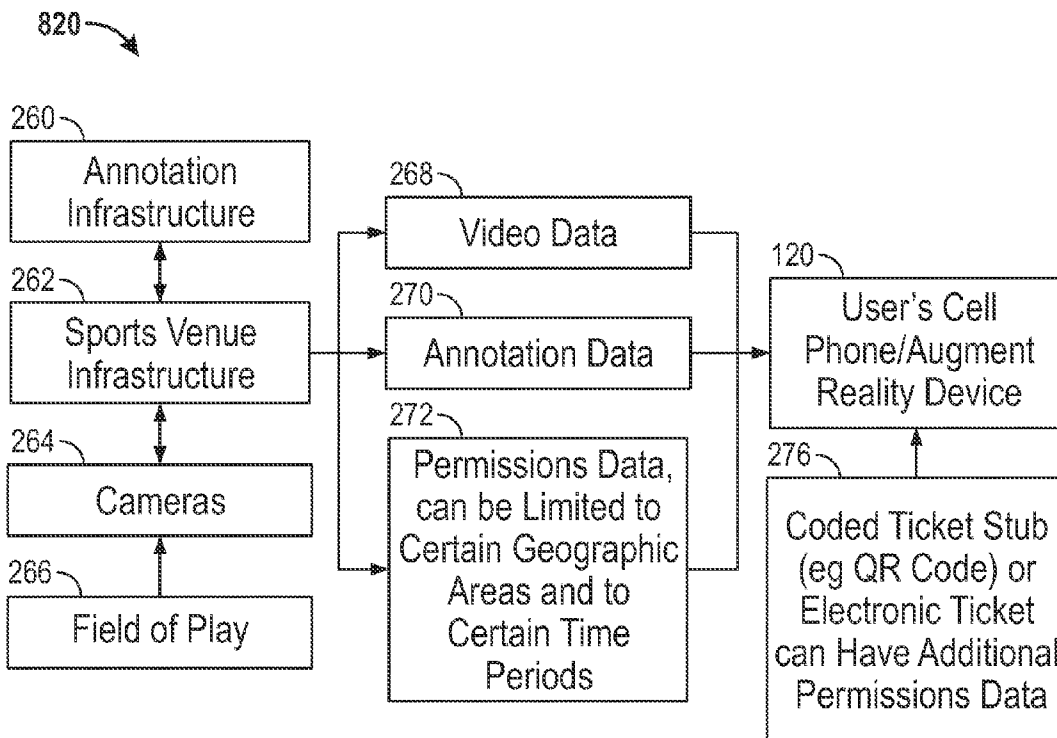 820
260
Annotation
Infrastructure
262
Sports Venue
Infrastructure
264
Cameras
266
Field of Play
268
Video Data
270
Annotation Data
272
Permissions Data,
can be Limited to
Certain Geographic
Areas and to
Certain Time
Periods
120
User's Cell
Phone/Augment
Reality Device
276
Coded Ticket Stub
(eg QR Code) or
Electronic Ticket
can Have Additional
Permissions Data